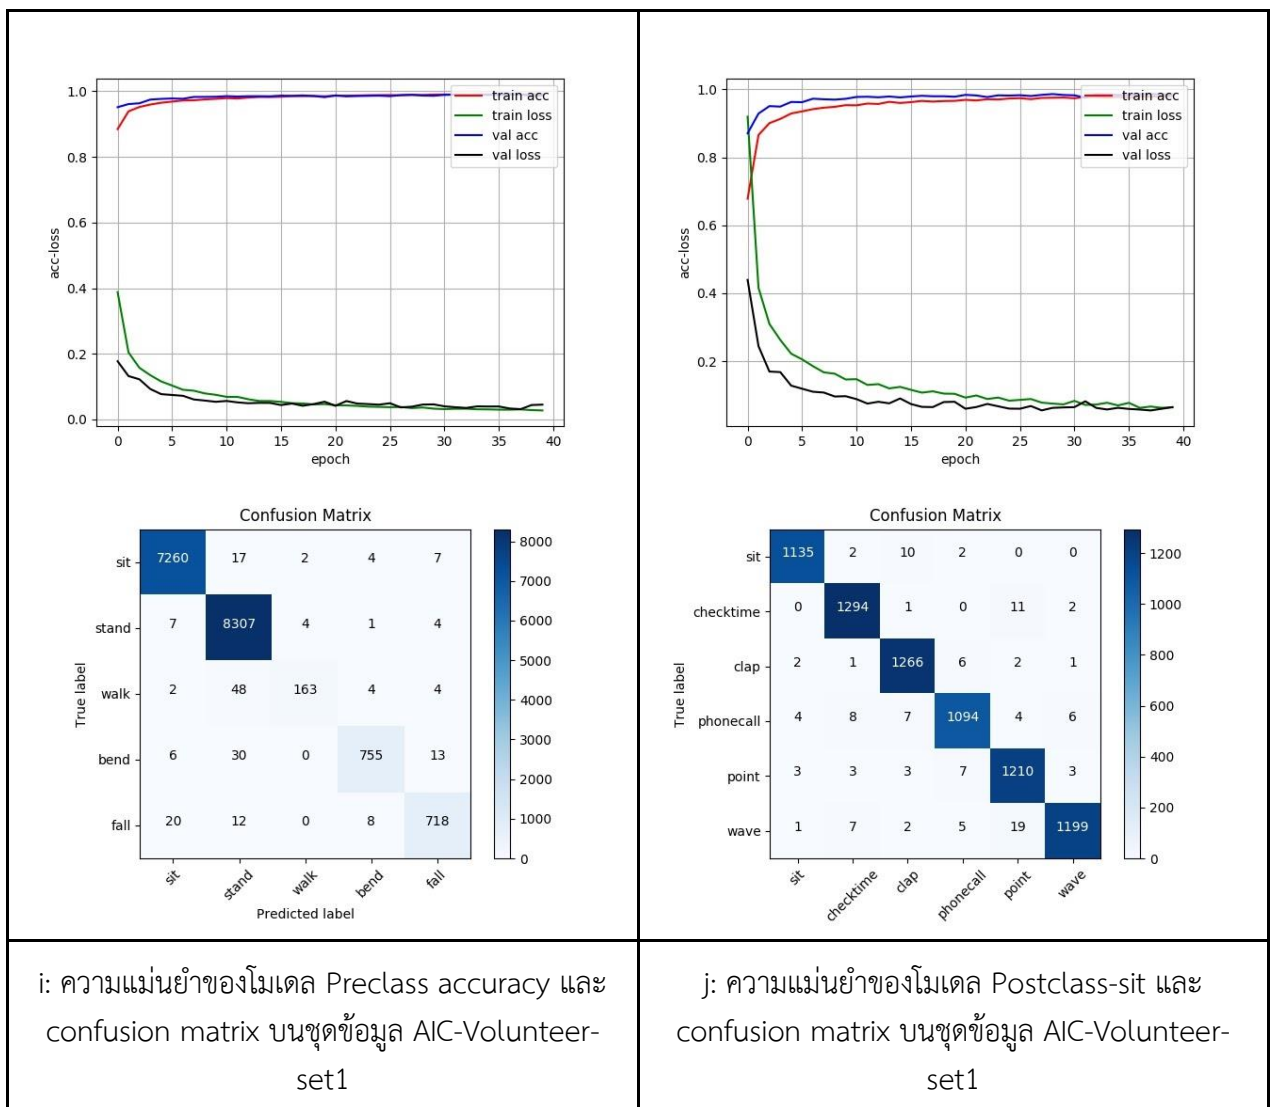 1.0
0.8
0.6
0.4
0.2
0.0
acc-loss
train acc
train loss
val acc
val loss
0 5 10 15 20 25 30 35 40
epoch
1.0
0.8
0.6
0.4
0.2
acc-loss
train acc
train loss
val acc
val loss
0 5 10 15 20 25 30 35 40
epoch
Confusion Matrix
True label
sit 7260 17 2 4 7
stand 7 8307 4 1 4
walk 2 48 163 4 4
bend 6 30 0 755 13
fall 20 12 0 8 718
sit stand walk bend fall
Predicted label
8000
7000
6000
5000
4000
3000
2000
1000
0
Confusion Matrix
True label
sit 1135 2 10 2 0 0
checktime 0 1294 1 0 11 2
clap 2 1 1266 6 2 1
phonecall 4 8 7 1094 4 6
point 3 3 3 7 1210 3
wave 1 7 2 5 19 1199
sit checktime clap phonecall point wave
1200
1000
800
600
400
200
0
i: ความแม่นยำของโมเดล Preclass accuracy และ
confusion matrix บนชุดข้อมูล AIC-Volunteer-
set1
j: ความแม่นยำของโมเดล Postclass-sit และ
confusion matrix บนชุดข้อมูล AIC-Volunteer-
set1